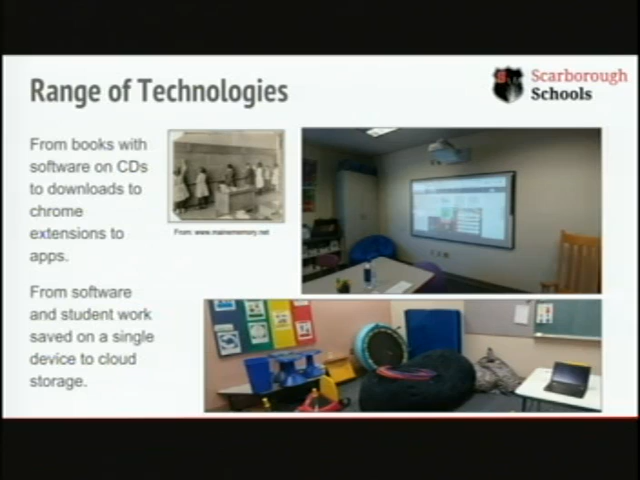 Range of Technologies
Scarborough
Schools
From books with
software on CDs
to downloads to
chrome
extensions to
apps.
From: www.mainememory.net
From software
and student work
saved on a single
device to cloud
storage.